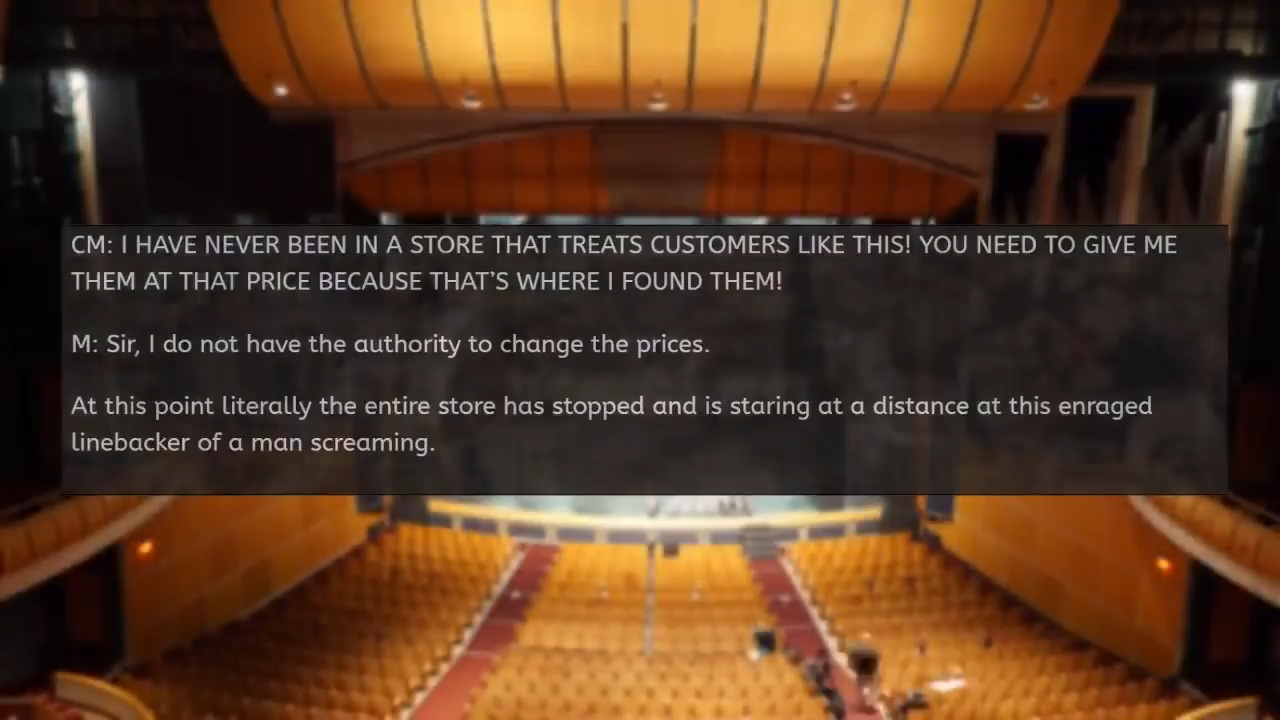 CM: I HAVE NEVER BEEN IN A STORE THAT TREATS CUSTOMERS LIKE THIS! YOU NEED TO GIVE ME
THEM AT THAT PRICE BECAUSE THAT’S WHERE I FOUND THEM!
M: Sir, I do not have the authority to change the prices.
At this point literally the entire store has stopped and is staring at a distance at this enraged
linebacker of a man screaming.